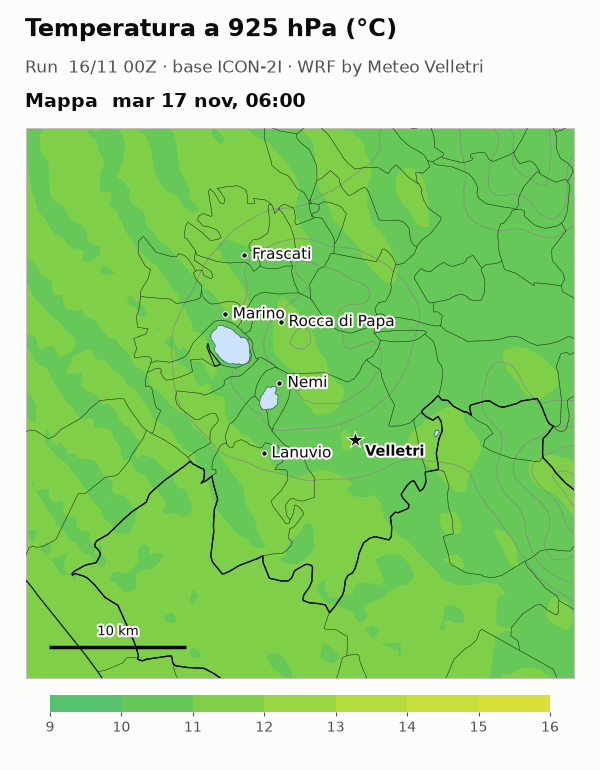 Temperatura a 925 hPa (°C)
Run  16/11 00Z · base ICON-2I · WRF by Meteo Velletri
Mappa  mar 17 nov, 06:00
Frascati
Marino
Rocca di Papa
Nemi
Velletri
Lanuvio
10 km
9 10 11 12 13 14 15 16